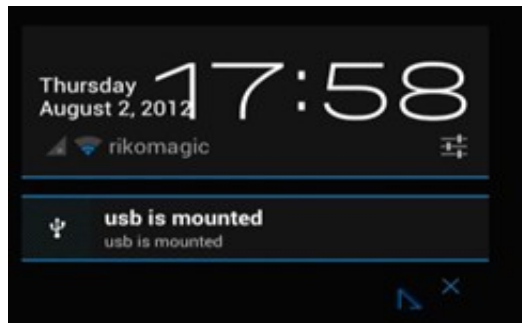 Thursday
August 2, 2012
17:58
rikomagic
usb is mounted
usb is mounted